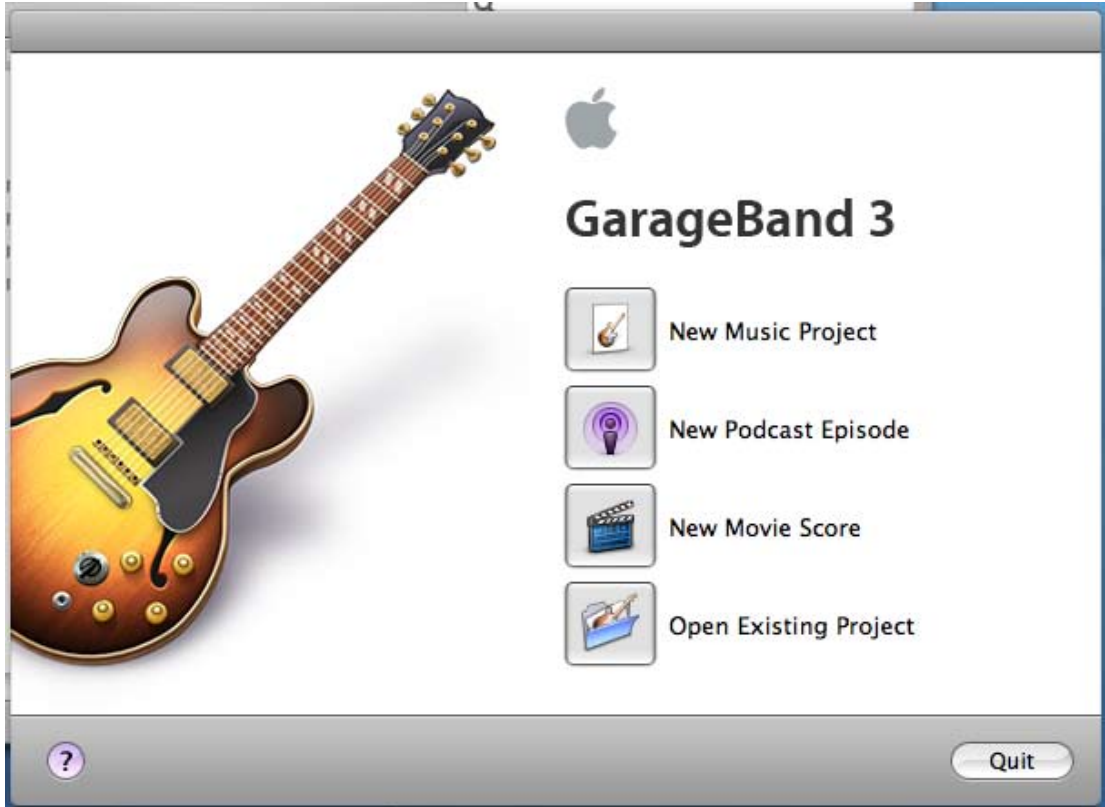 GarageBand 3
New Music Project
New Podcast Episode
New Movie Score
Open Existing Project
?
Quit